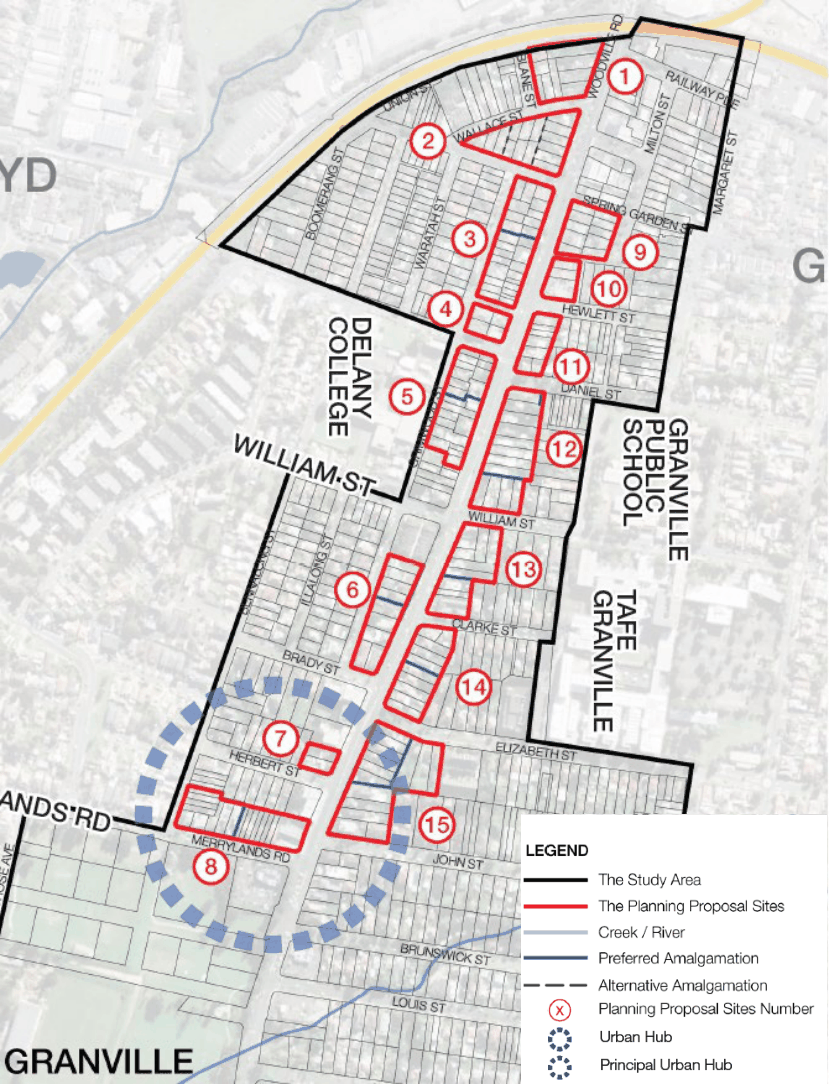 WOODVILLE RD
BLANE ST
1
RAILWAY PDE
UNION ST
MILTON ST
WALLACE ST
2
MARGARET ST
YD
BOOMERANG ST
WARATAH ST
SPRING GARDEN ST
3
9
G
10
4
HEWLETT ST
DELANY
COLLEGE
11
5
DANIEL ST
GRANVILLE
PUBLIC
SCHOOL
12
WILLIAM ST
WILLIAM ST
ILLALONG ST
13
6
TAFE
GRANVILLE
CLARKE ST
BRADY ST
14
7
ELIZABETH ST
HERBERT ST
ANDS RD
15
MERRYLANDS RD
8
JOHN ST
OSE AVE
BRUNSWICK ST
LOUIS ST
GRANVILLE
LEGEND
The Study Area
The Planning Proposal Sites
Creek / River
Preferred Amalgamation
Alternative Amalgamation
X Planning Proposal Sites Number
Urban Hub
Principal Urban Hub